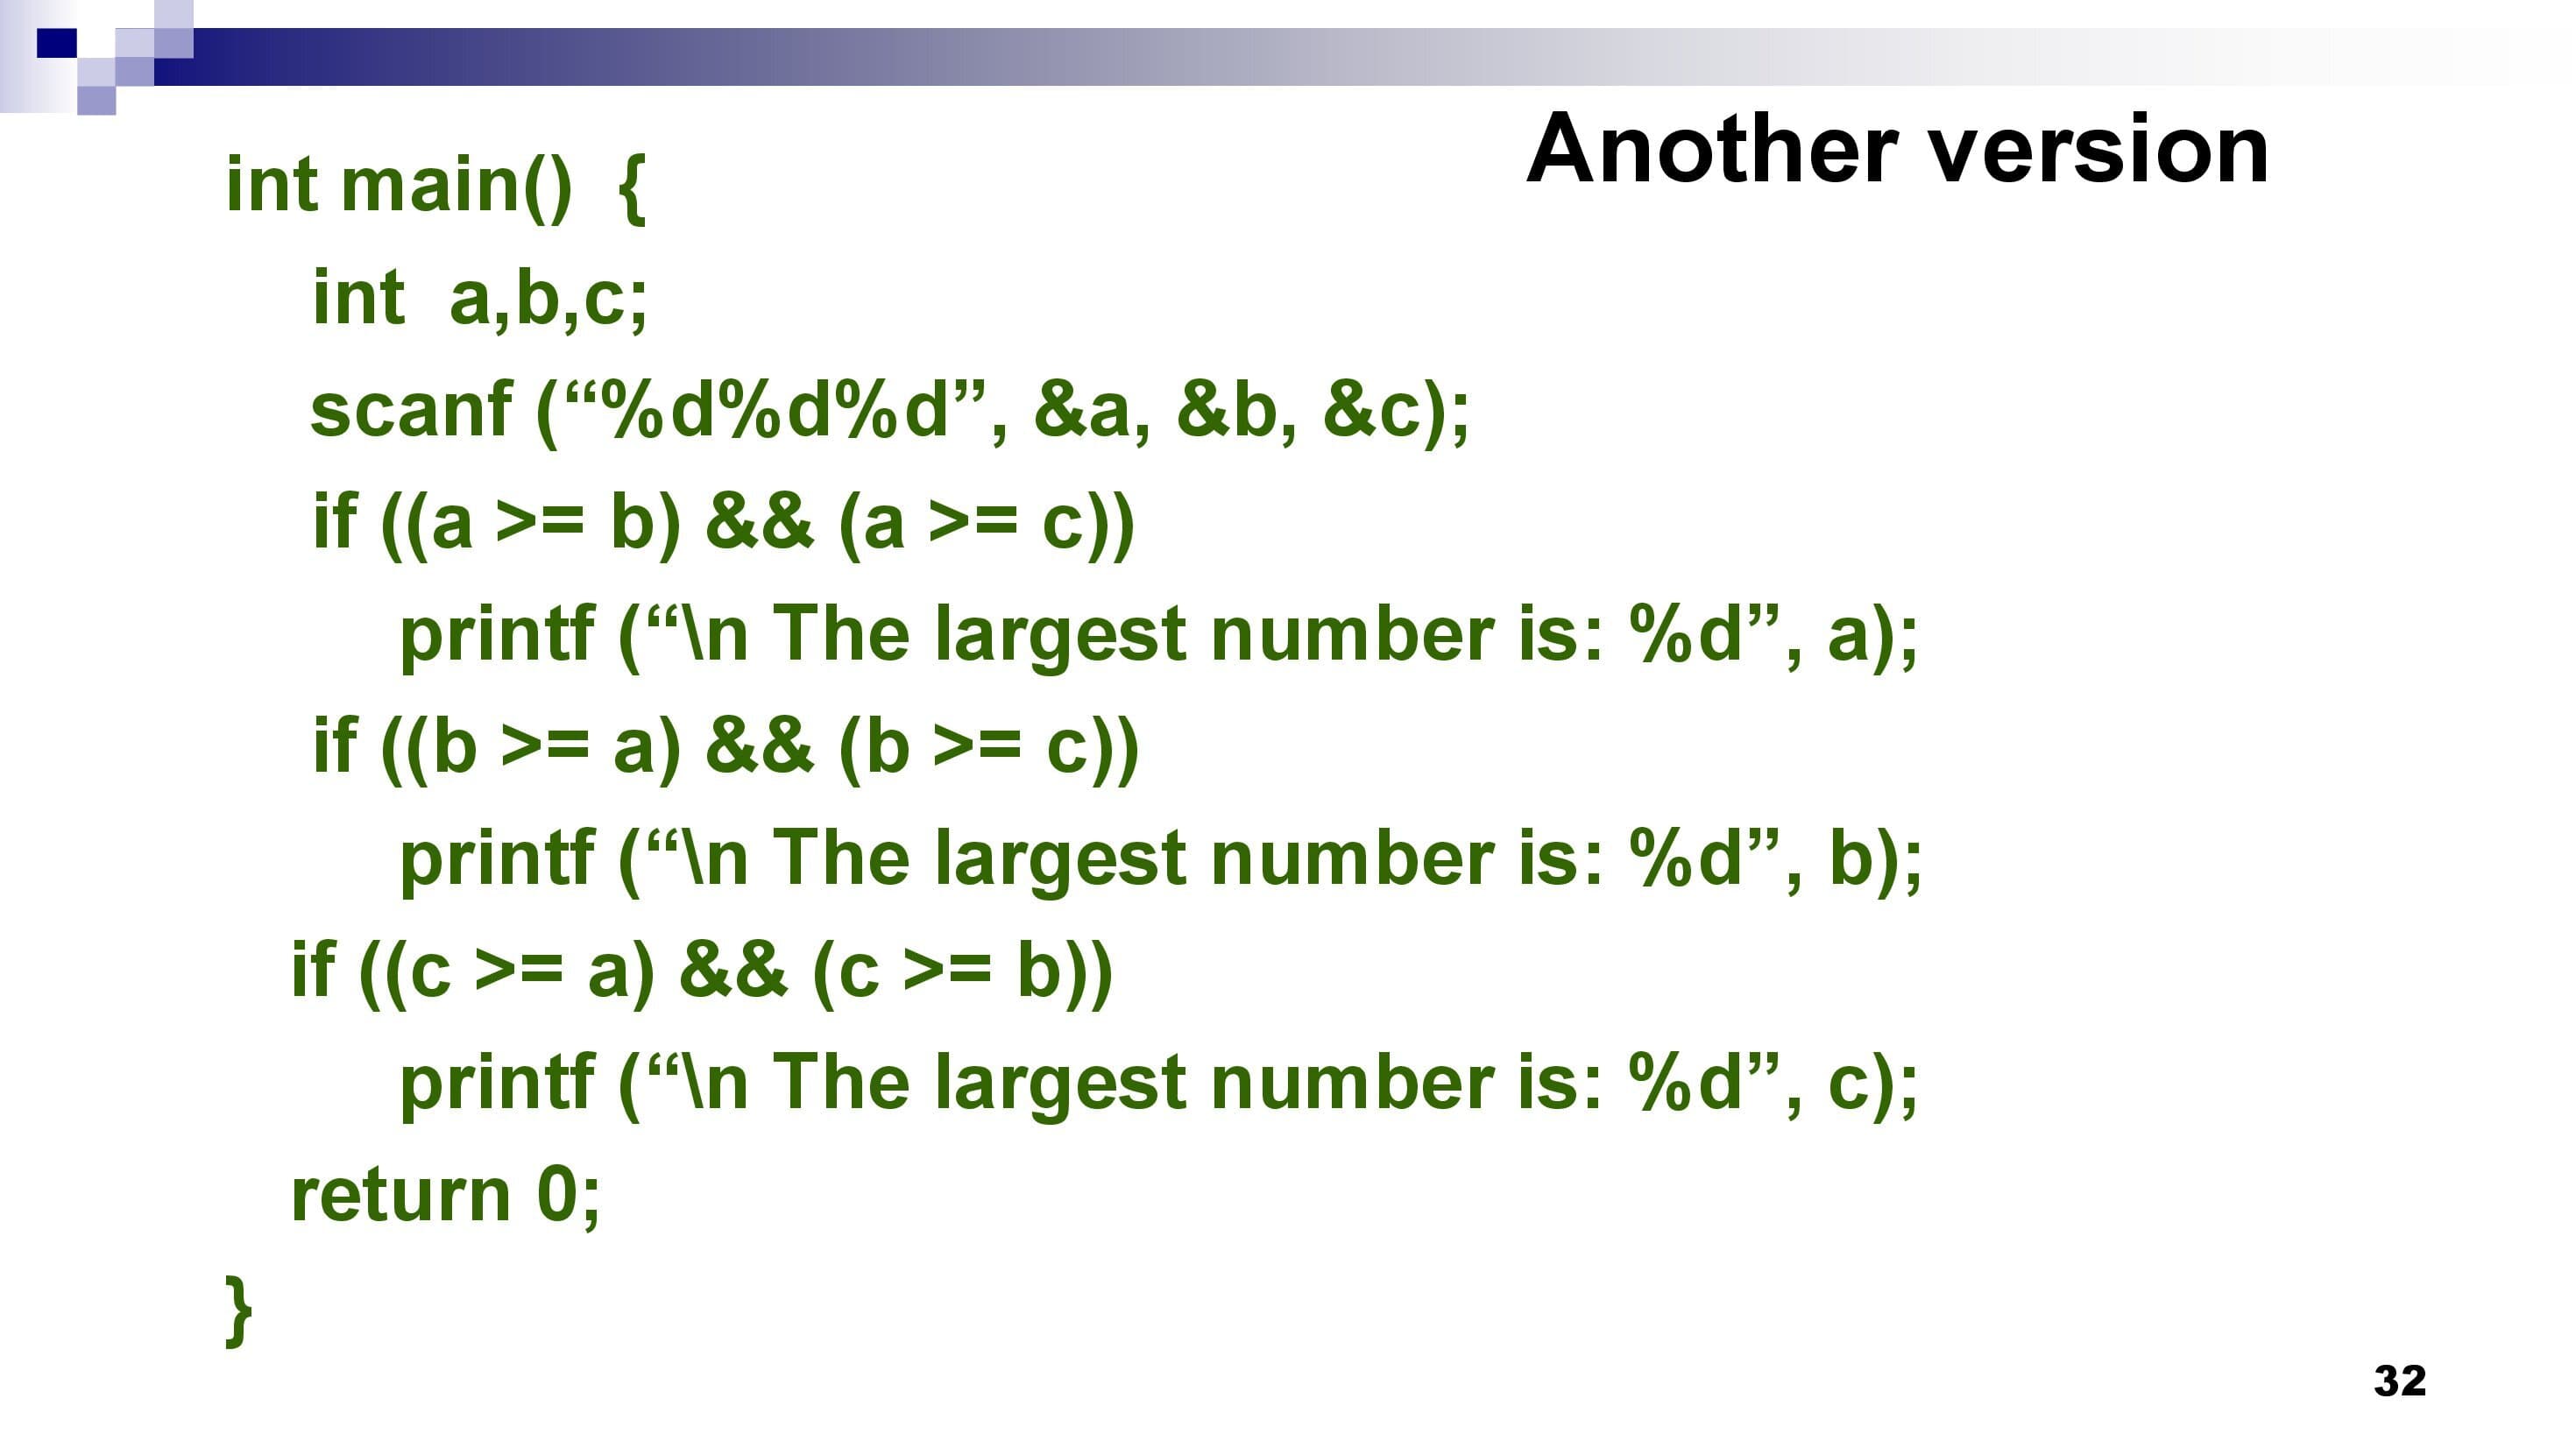 Another version
int main()  {
int  a,b,c;
scanf (“%d%d%d”, &a, &b, &c);
if ((a >= b) && (a >= c))
printf (“\n The largest number is: %d”, a);
if ((b >= a) && (b >= c))
printf (“\n The largest number is: %d”, b);
if ((c >= a) && (c >= b))
printf (“\n The largest number is: %d”, c);
return 0;
}
32